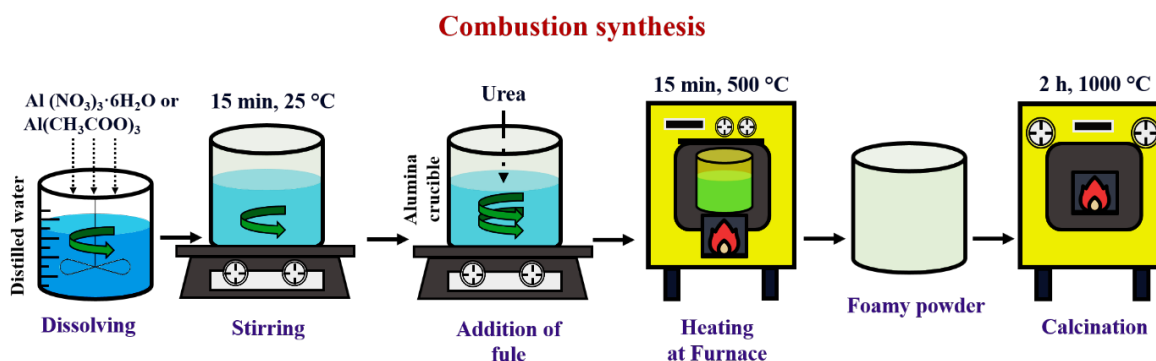 Combustion synthesis
Al (NO₃)₃·6H₂O or
Al(CH₃COO)₃
Distilled water
Dissolving
15 min, 25 °C
Stirring
Urea
Alumina
crucible
Addition of
fule
15 min, 500 °C
Heating
at Furnace
Foamy powder
2 h, 1000 °C
Calcination